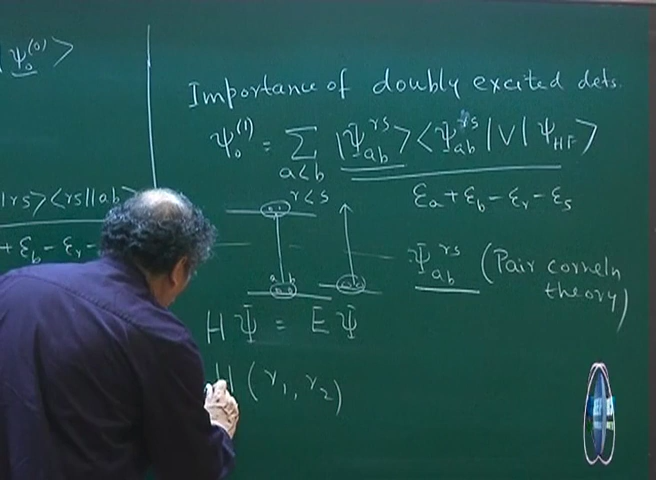 ψ₀⁽⁰⁾ >
Importance of doubly excited dets.
ψ₀⁽¹⁾ = Σ |Ψ_ab^rs > < Ψ_ab^rs | V | ψ_HF >
a<b
r<s
ε_a + ε_b - ε_r - ε_s
|rs> <rs||ab>
+ ε_b - ε_r -
a b
Ψ_ab^rs (Pair correln
theory)
H Ψ = E Ψ
H (r₁, r₂)